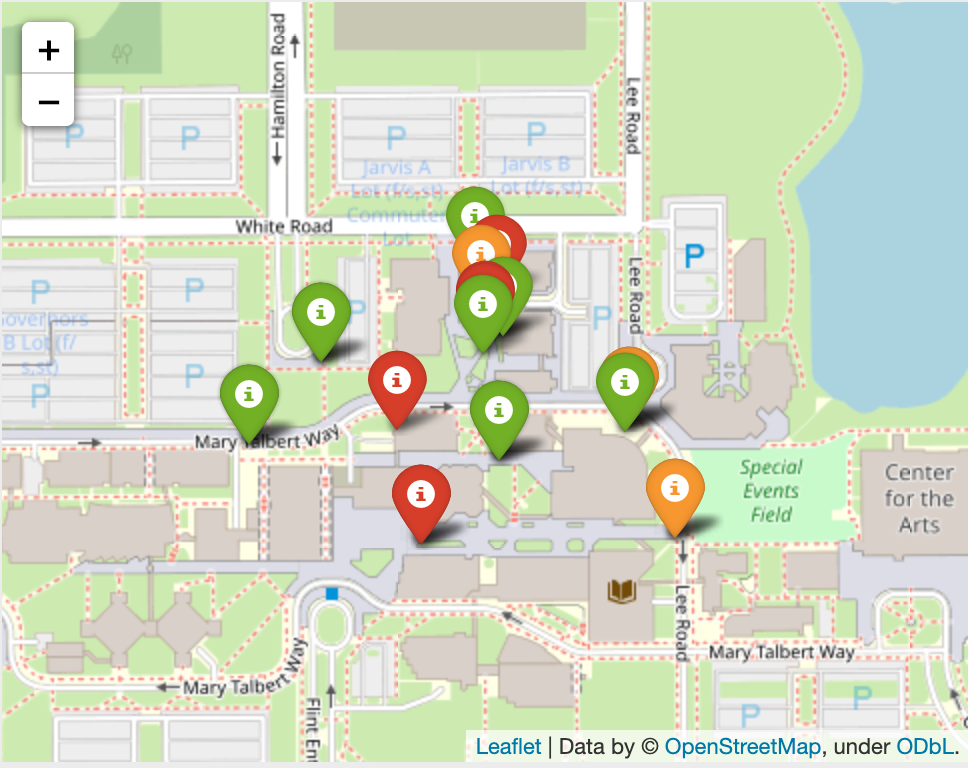 +
−
Hamilton Road
Lee Road
P
P
P
P
Jarvis A
Lot (f/s,st)
Commuter
Lot
Jarvis B
Lot (f/s,st)
White Road
P
P
P
P
P
Lee Road
Governors
B Lot (f/
s,st)
P
P
Mary Talbert Way
Special
Events
Field
Center
for the
Arts
Lee Road
Mary Talbert Way
Mary Talbert Way
Flint En
P
P
Leaflet | Data by © OpenStreetMap, under ODbL.